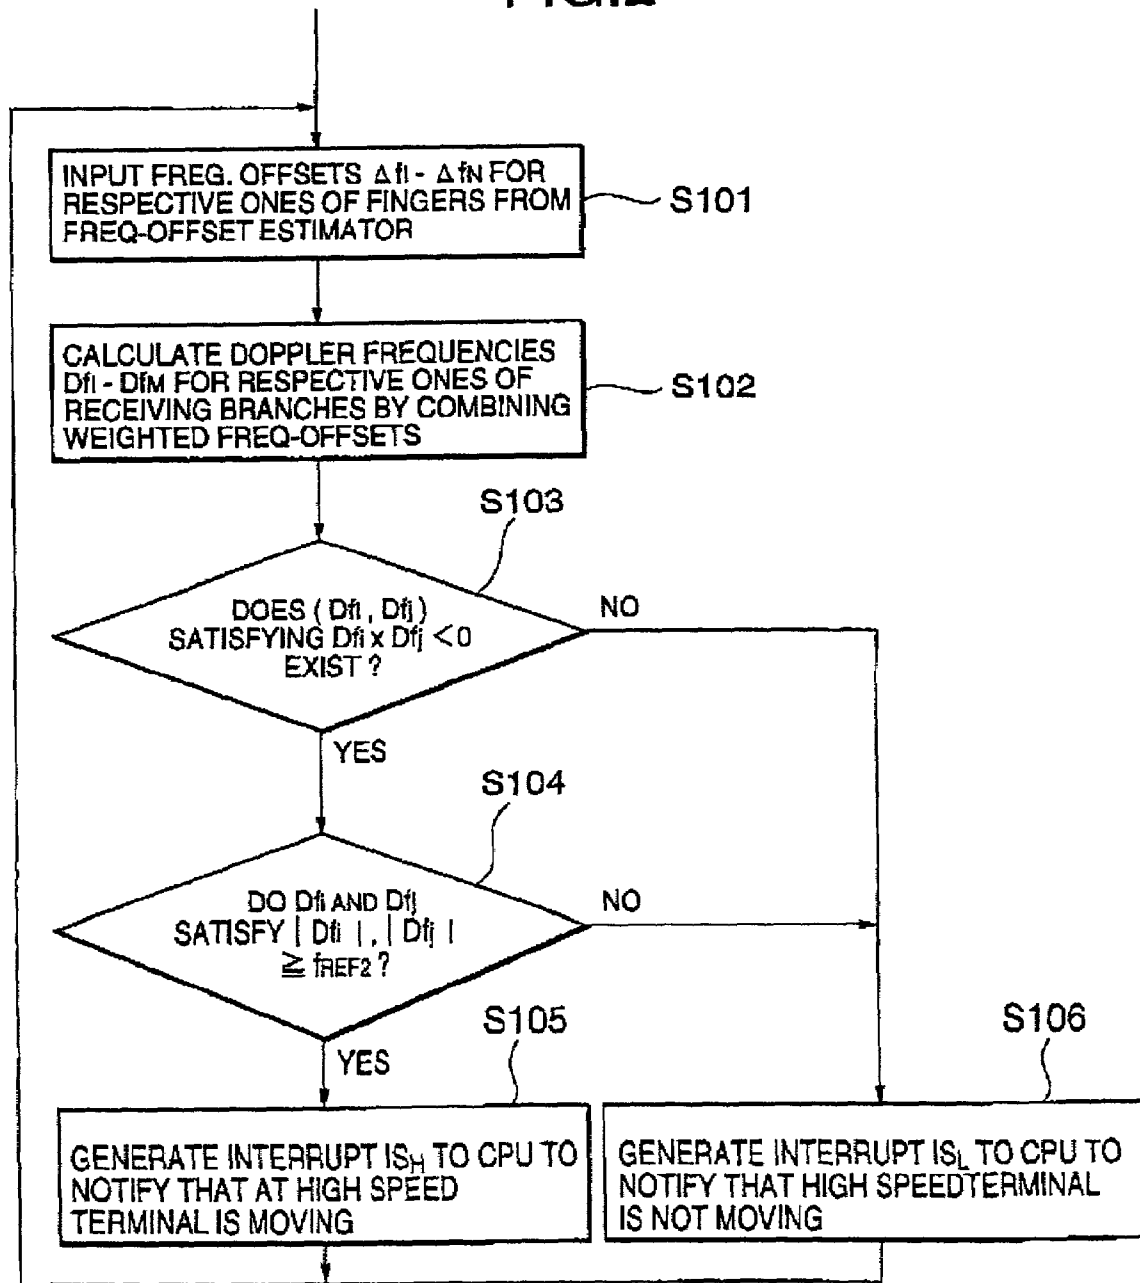 INPUT FREG. OFFSETS Δf1 - ΔfN FOR
RESPECTIVE ONES OF FINGERS FROM
FREQ-OFFSET ESTIMATOR
S101
CALCULATE DOPPLER FREQUENCIES
Df1 - DfM FOR RESPECTIVE ONES OF
RECEIVING BRANCHES BY COMBINING
WEIGHTED FREQ-OFFSETS
S102
S103
DOES ( Dfi , Dfj )
SATISFYING Dfi x Dfj <0
EXIST ?
NO
YES
S104
DO Dfi AND Dfj
SATISFY | Dfi | , | Dfj |
≧ fREF2 ?
NO
YES
S105
GENERATE INTERRUPT ISH TO CPU TO
NOTIFY THAT AT HIGH SPEED
TERMINAL IS MOVING
S106
GENERATE INTERRUPT ISL TO CPU TO
NOTIFY THAT HIGH SPEEDTERMINAL
IS NOT MOVING